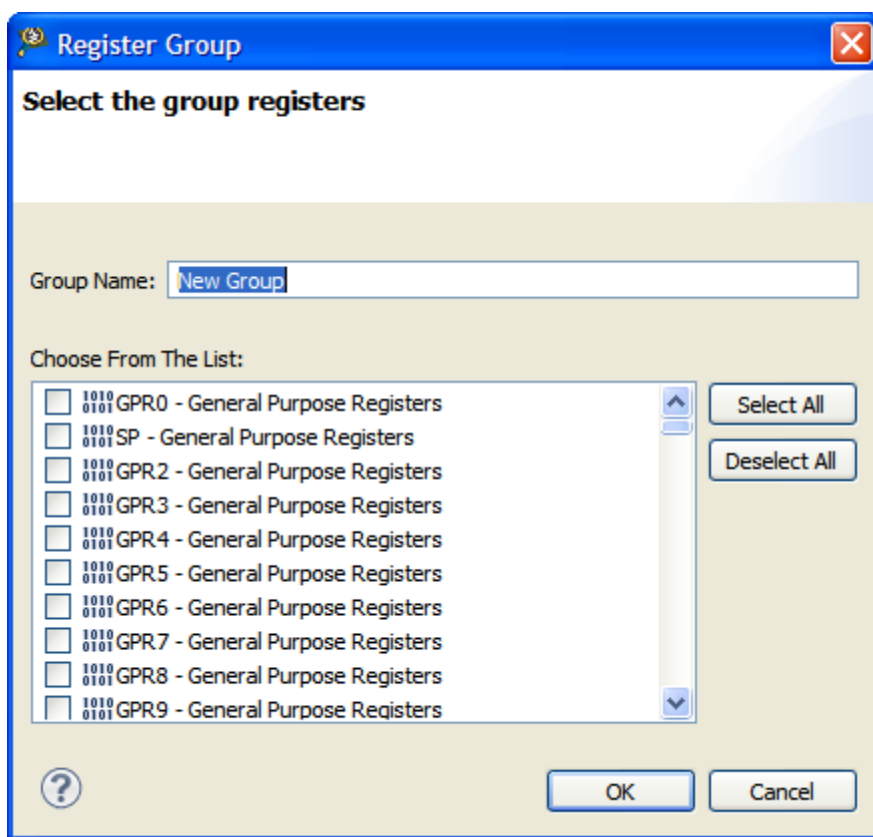 Register Group
Select the group registers
Group Name: New Group
Choose From The List:
GPR0 - General Purpose Registers
SP - General Purpose Registers
GPR2 - General Purpose Registers
GPR3 - General Purpose Registers
GPR4 - General Purpose Registers
GPR5 - General Purpose Registers
GPR6 - General Purpose Registers
GPR7 - General Purpose Registers
GPR8 - General Purpose Registers
GPR9 - General Purpose Registers
Select All
Deselect All
?
OK
Cancel